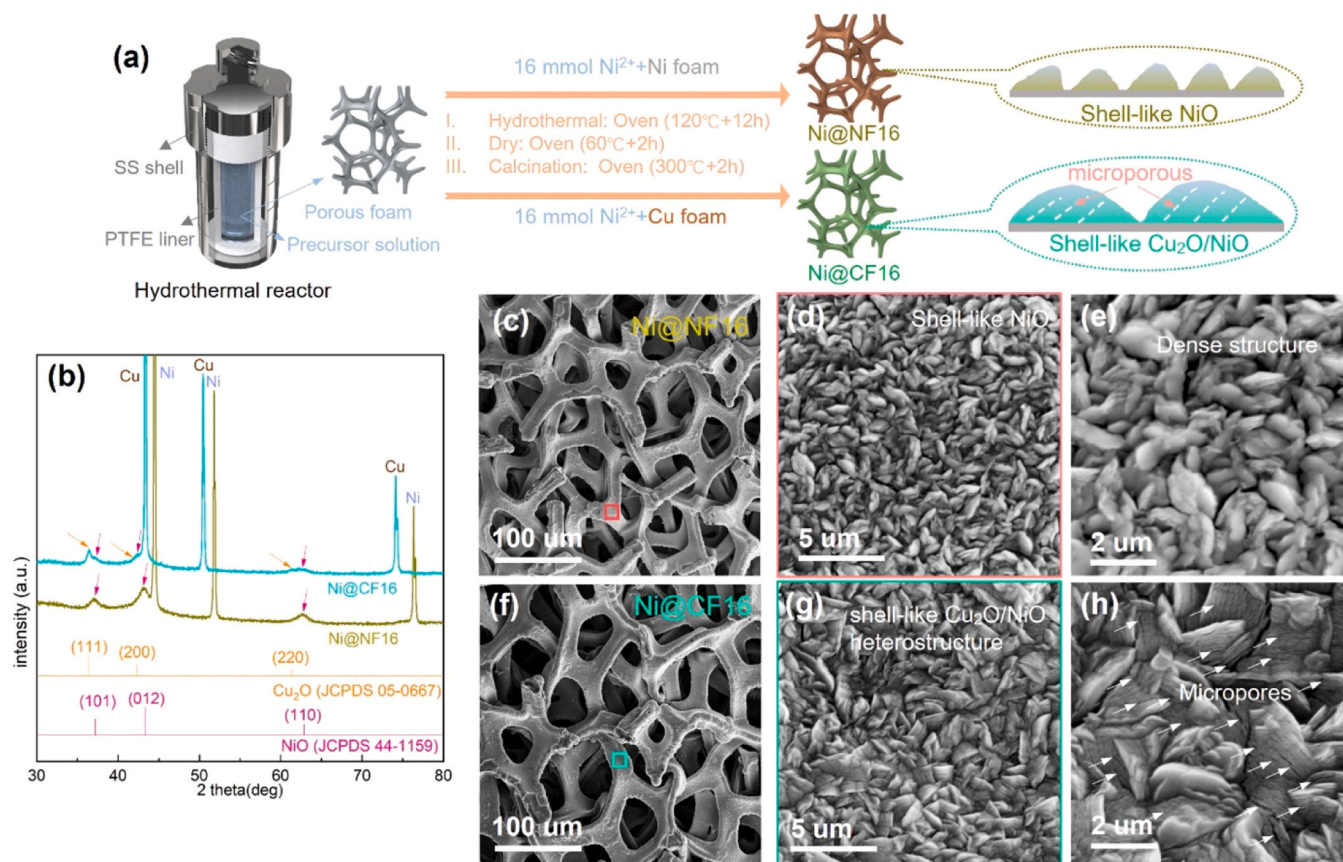 (a)
SS shell
PTFE liner
Porous foam
Precursor solution
Hydrothermal reactor
16 mmol Ni²⁺+Ni foam
I. Hydrothermal: Oven (120℃+12h)
II. Dry: Oven (60℃+2h)
III. Calcination: Oven (300℃+2h)
16 mmol Ni²⁺+Cu foam
Ni@NF16
Shell-like NiO
Ni@CF16
microporous
Shell-like Cu₂O/NiO
(b)
Cu
Ni
Cu
Ni
Cu
Ni
Ni@CF16
Ni@NF16
(111)
(200)
(220)
Cu₂O (JCPDS 05-0667)
(101)
(012)
(110)
NiO (JCPDS 44-1159)
30 40 50 60 70 80
2 theta(deg)
intensity (a.u.)
(c)
Ni@NF16
100 um
(d)
Shell-like NiO
5 um
(e)
Dense structure
2 um
(f)
Ni@CF16
100 um
(g)
shell-like Cu₂O/NiO
heterostructure
5 um
(h)
Micropores
2 um